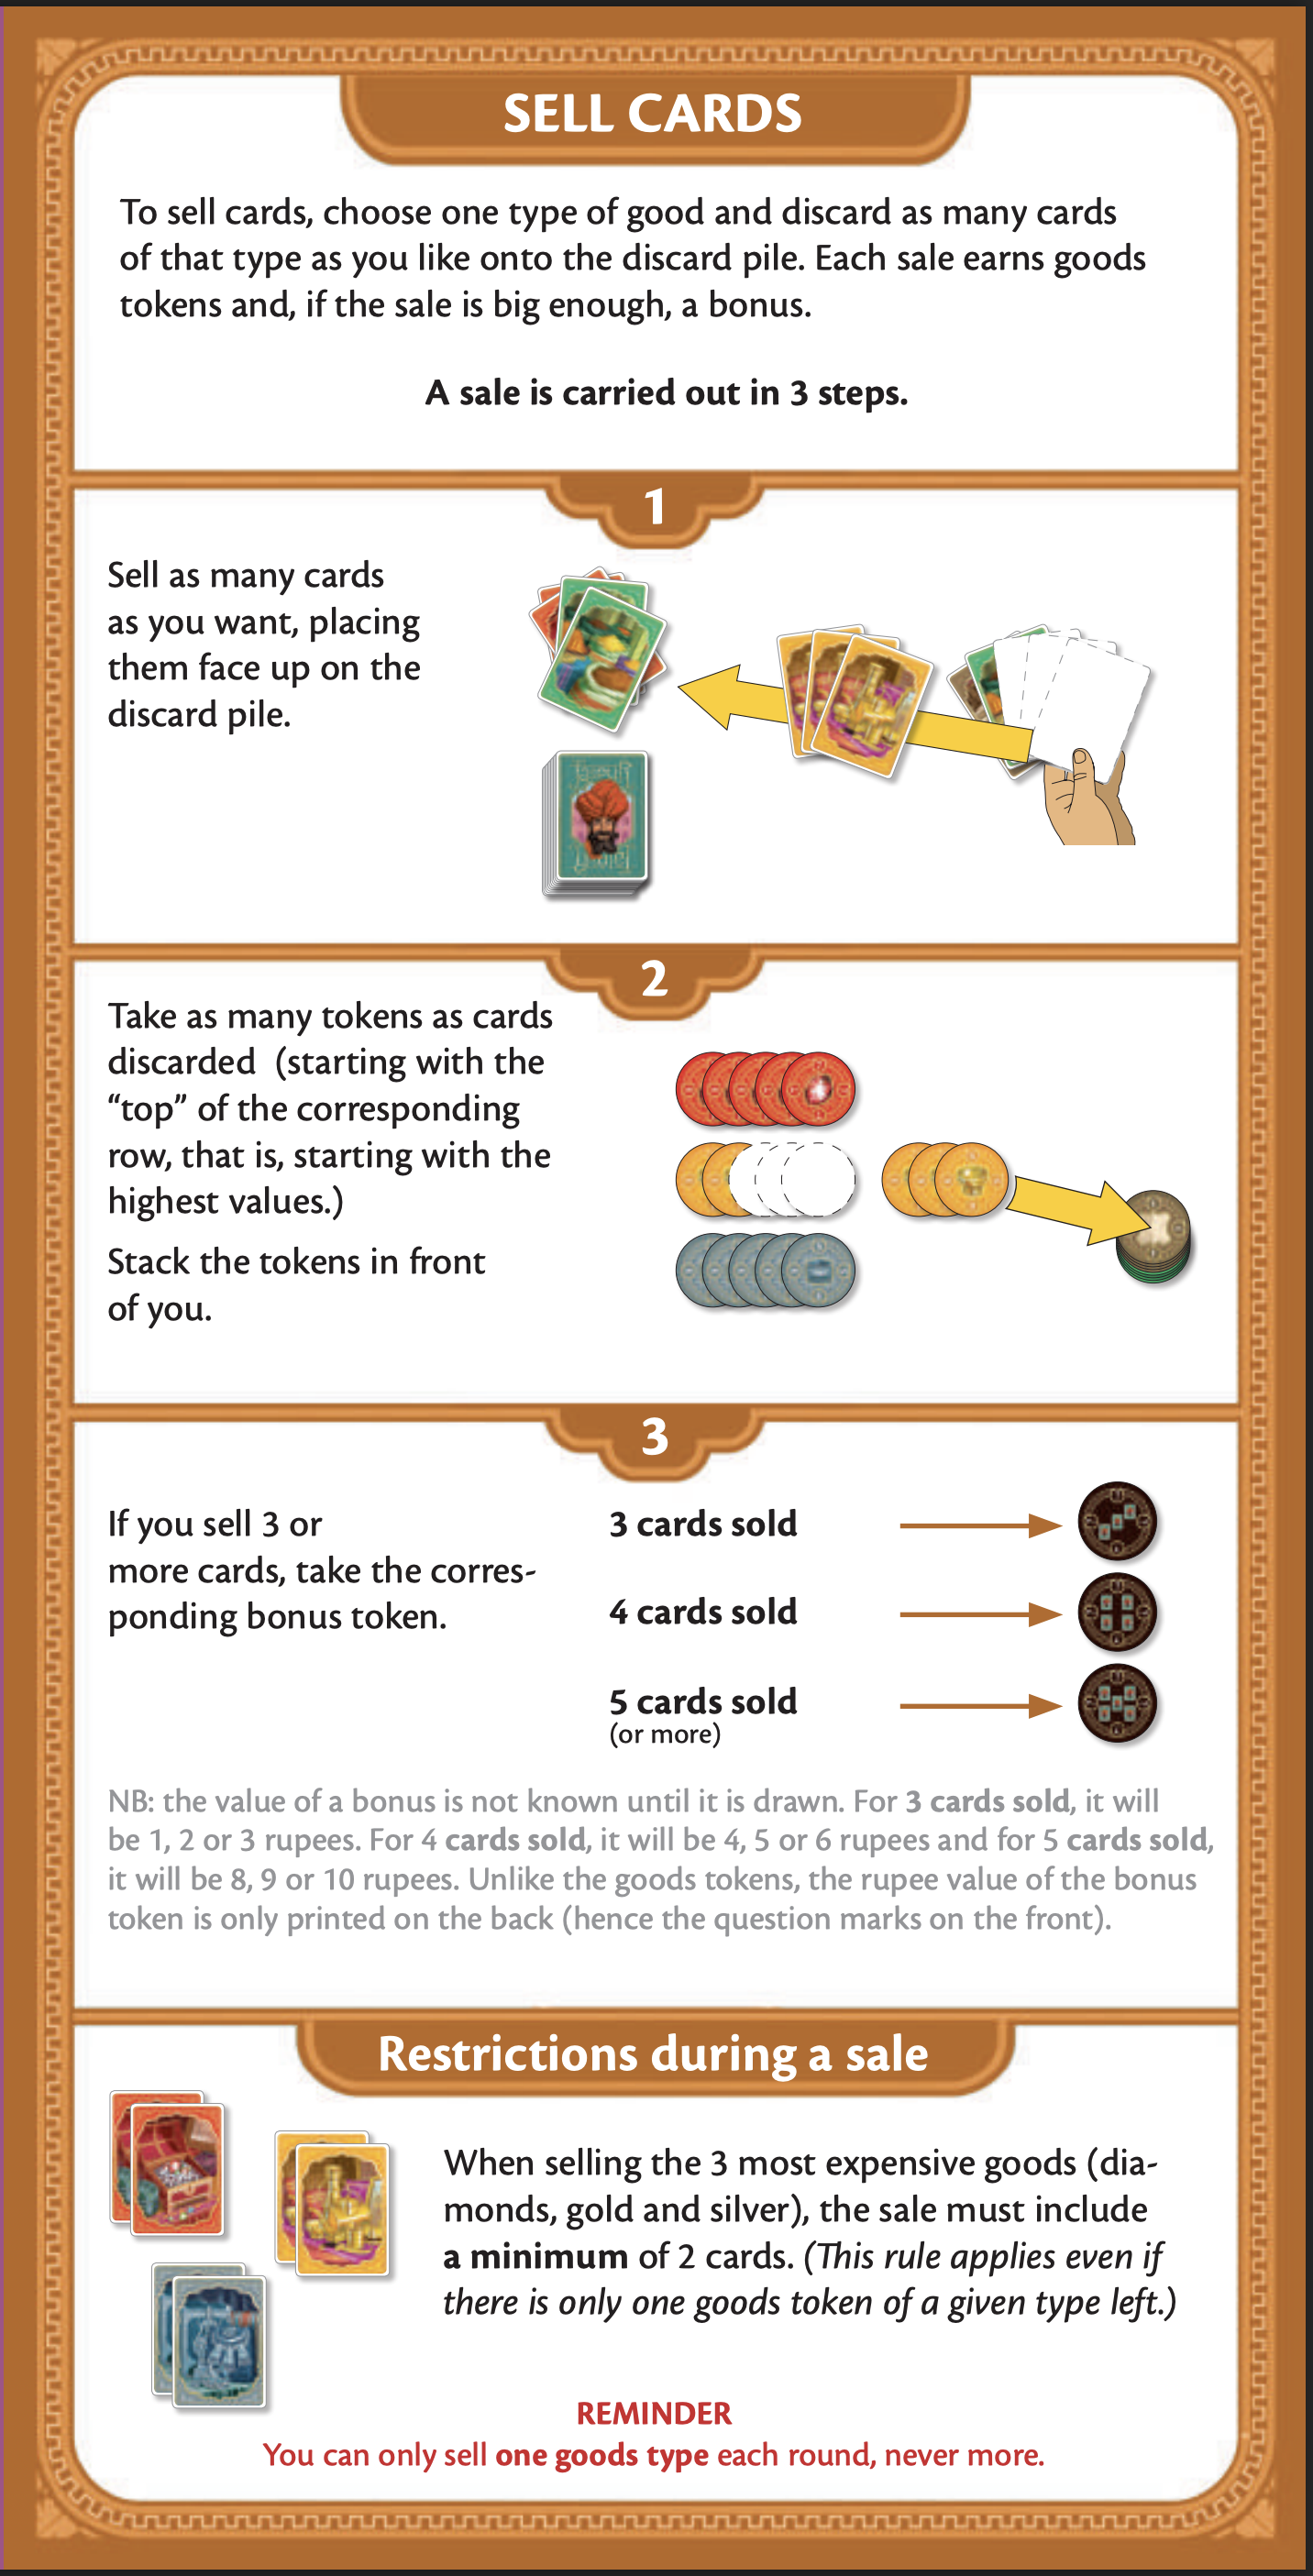 SELL CARDS
To sell cards, choose one type of good and discard as many cards
of that type as you like onto the discard pile. Each sale earns goods
tokens and, if the sale is big enough, a bonus.
A sale is carried out in 3 steps.
1
Sell as many cards
as you want, placing
them face up on the
discard pile.
2
Take as many tokens as cards
discarded  (starting with the
“top” of the corresponding
row, that is, starting with the
highest values.)
Stack the tokens in front
of you.
3
If you sell 3 or
more cards, take the corres-
ponding bonus token.
3 cards sold
4 cards sold
5 cards sold
(or more)
NB: the value of a bonus is not known until it is drawn. For 3 cards sold, it will
be 1, 2 or 3 rupees. For 4 cards sold, it will be 4, 5 or 6 rupees and for 5 cards sold,
it will be 8, 9 or 10 rupees. Unlike the goods tokens, the rupee value of the bonus
token is only printed on the back (hence the question marks on the front).
Restrictions during a sale
When selling the 3 most expensive goods (dia-
monds, gold and silver), the sale must include
a minimum of 2 cards. (This rule applies even if
there is only one goods token of a given type left.)
REMINDER
You can only sell one goods type each round, never more.